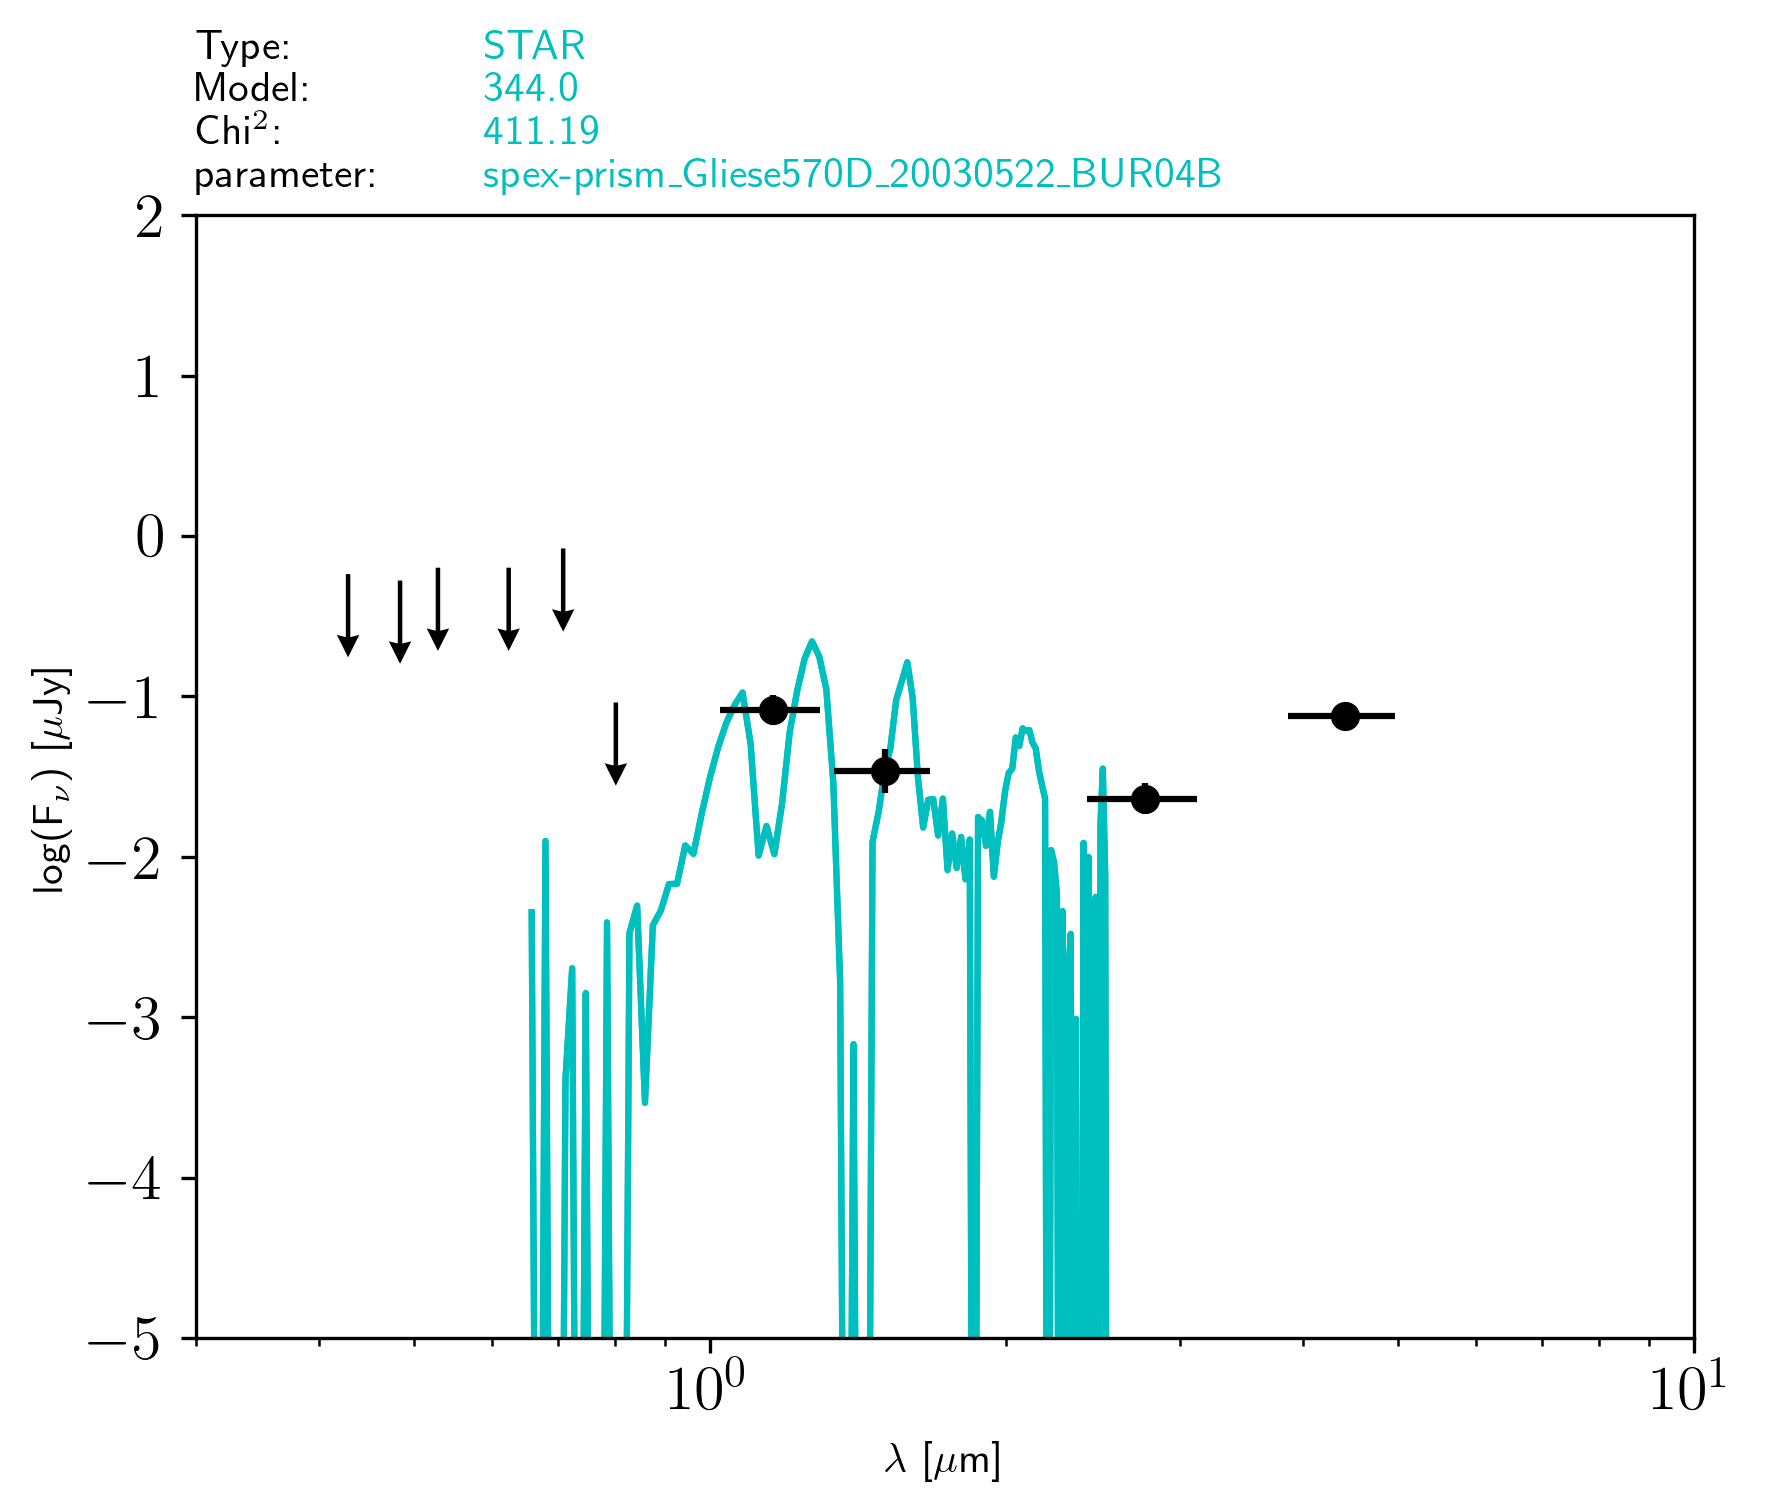 Type: STAR
Model: 344.0
Chi²: 411.19
parameter: spex-prism_Gliese570D_20030522_BUR04B
2
1
0
−1
−2
−3
−4
−5
log(Fν) [μJy]
10⁰ 10¹
λ [μm]